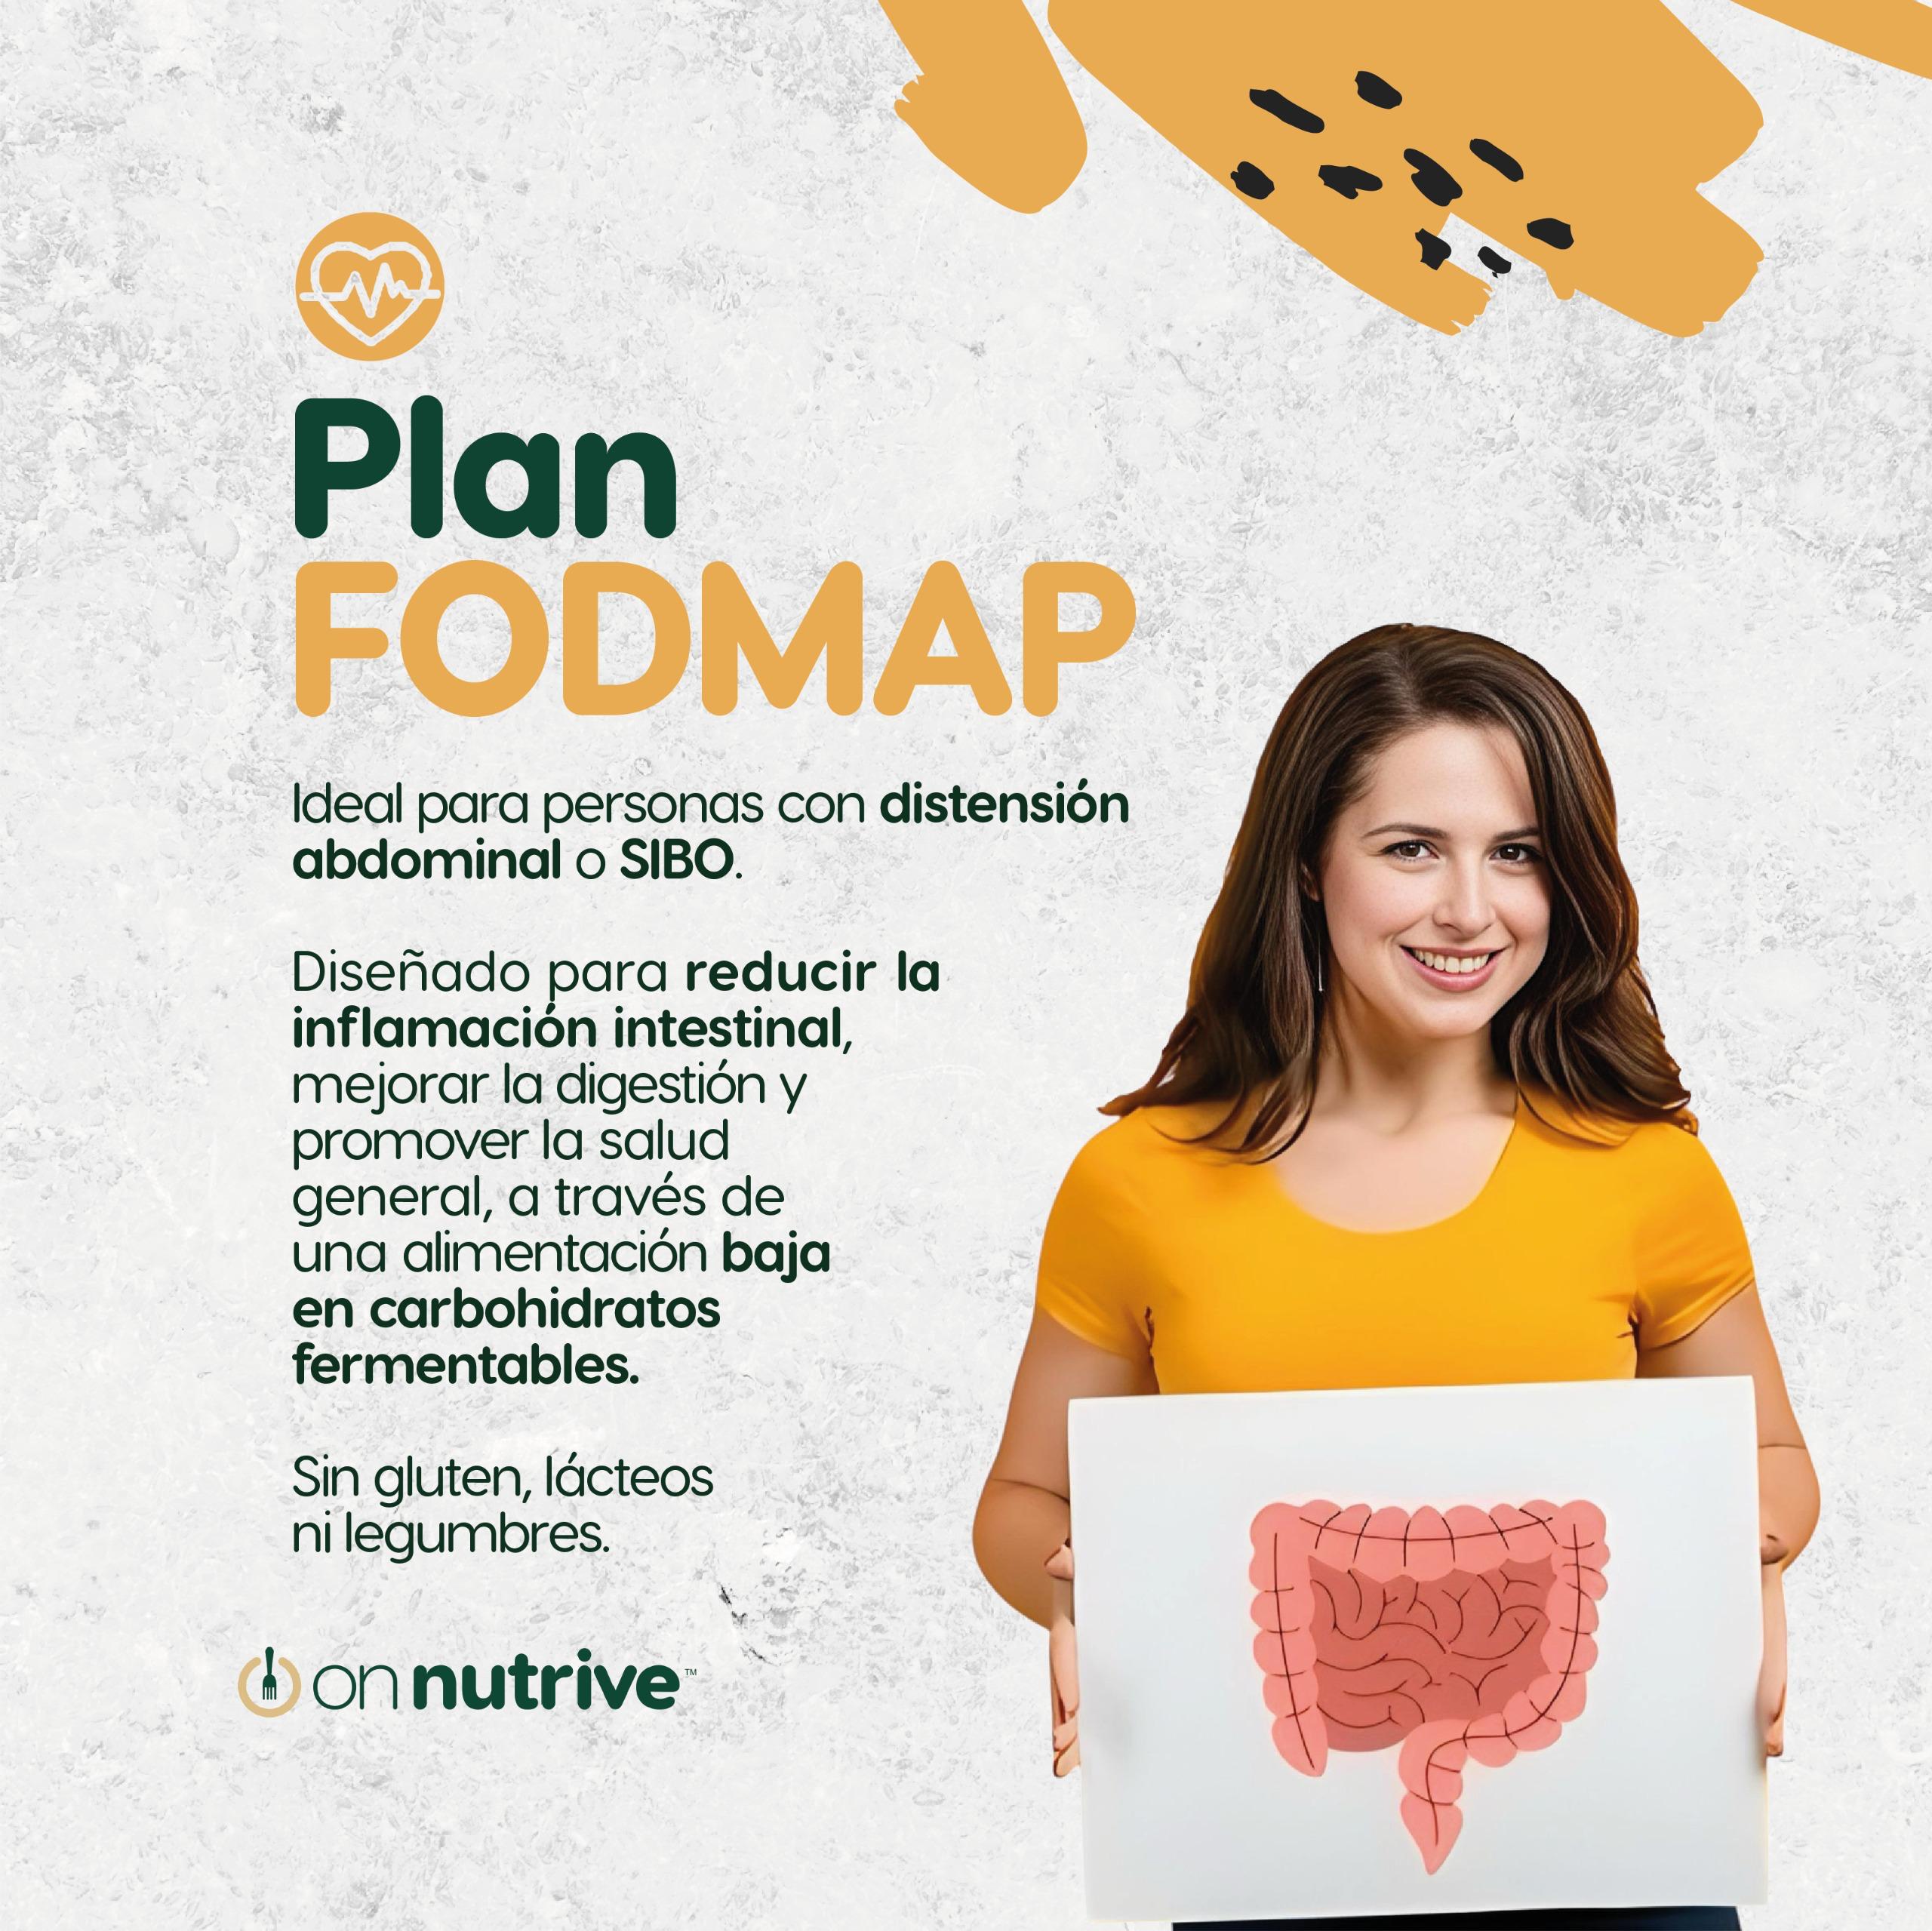 Plan
FODMAP
Ideal para personas con distensión
abdominal o SIBO.
Diseñado para reducir la
inflamación intestinal,
mejorar la digestión y
promover la salud
general, a través de
una alimentación baja
en carbohidratos
fermentables.
Sin gluten, lácteos
ni legumbres.
on nutrive™